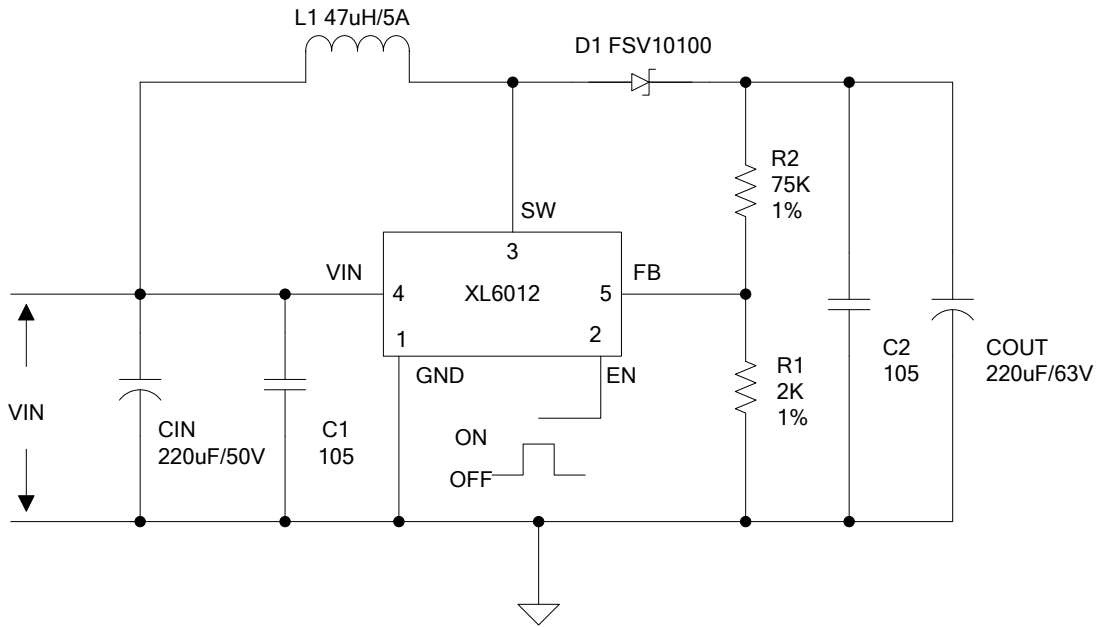 L1 47uH/5A
D1 FSV10100
R2
75K
1%
SW
3
VIN
FB
4
XL6012
5
1
2
GND
EN
C2
105
COUT
220uF/63V
R1
2K
1%
VIN
CIN
220uF/50V
C1
105
ON
OFF